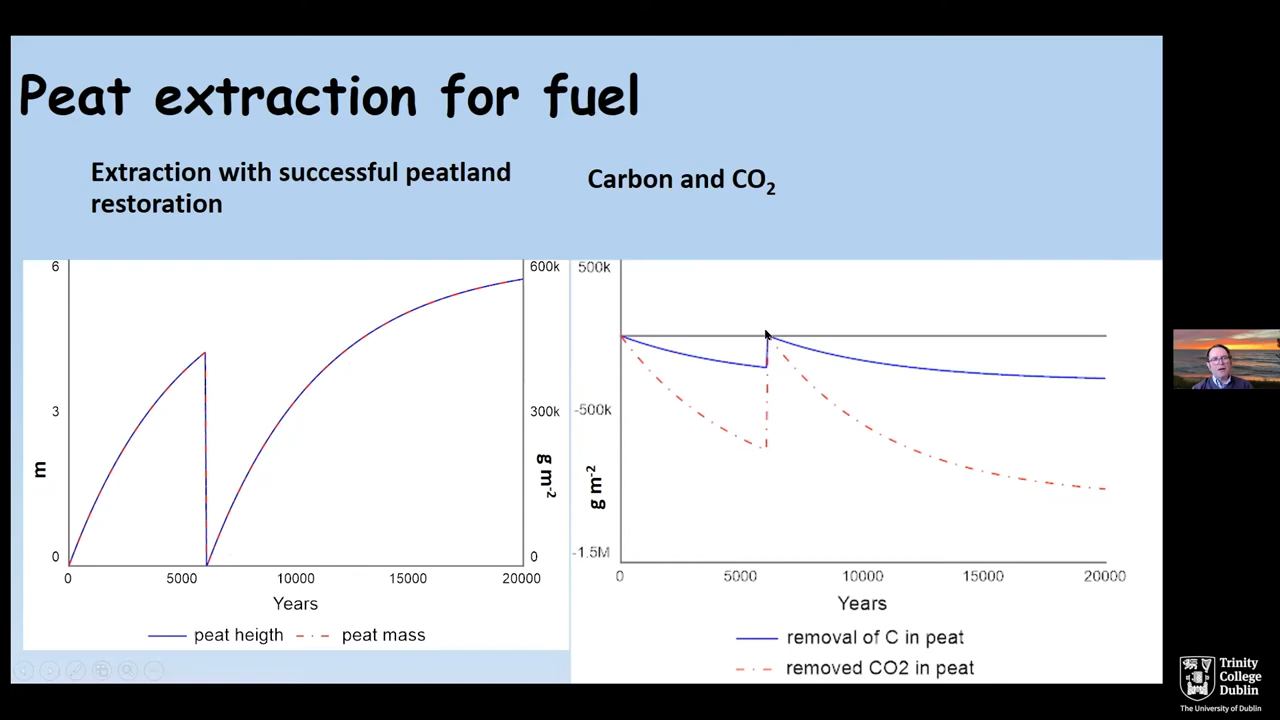 Peat extraction for fuel
Extraction with successful peatland
restoration
Carbon and CO2
6
3
0
m
600k
300k
0
g m-2
0
5000
10000
15000
20000
Years
peat heigth
peat mass
500k
-500k
-1.5M
g m-2
0
5000
10000
15000
20000
Years
removal of C in peat
removed CO2 in peat
Trinity
College
Dublin
The University of Dublin